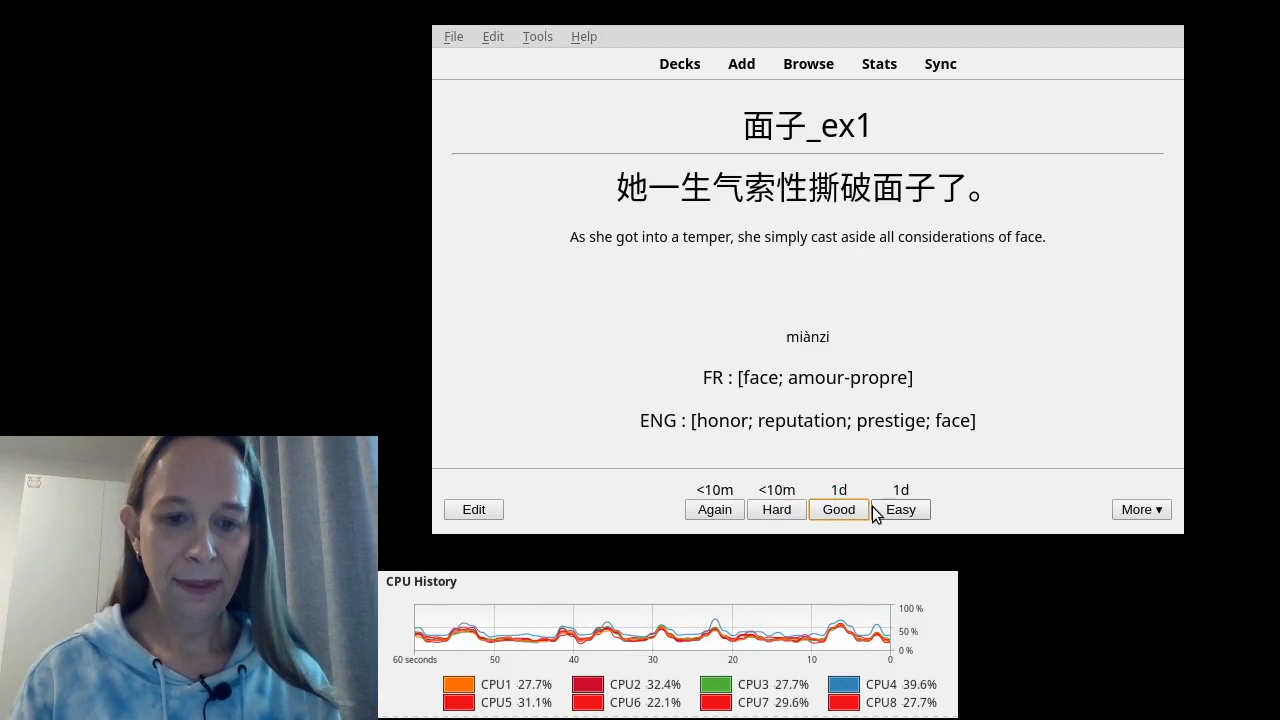 File Edit Tools Help
Decks Add Browse Stats Sync
面子_ex1
她一生气索性撕破面子了。
As she got into a temper, she simply cast aside all considerations of face.
miànzi
FR : [face; amour-propre]
ENG : [honor; reputation; prestige; face]
<10m <10m 1d 1d
Edit Again Hard Good Easy More ▾
CPU History
100 %
50 %
0 %
60 seconds 50 40 30 20 10 0
CPU1 27.7% CPU2 32.4% CPU3 27.7% CPU4 39.6%
CPU5 31.1% CPU6 22.1% CPU7 29.6% CPU8 27.7%